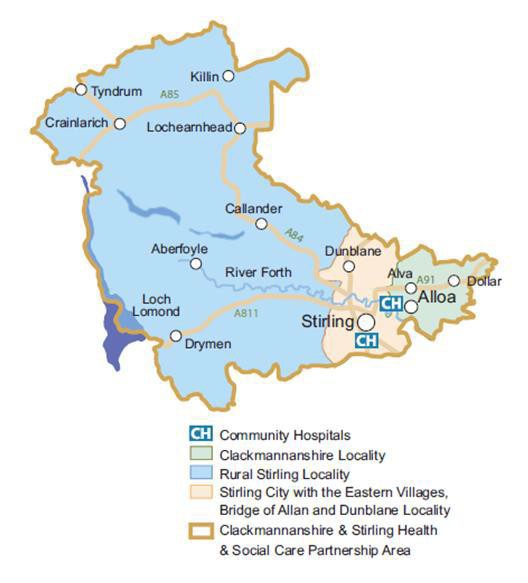 Killin
Tyndrum
A85
Crainlarich
Lochearnhead
Callander
A84
Dunblane
Aberfoyle
River Forth
Alva
A91
Dollar
CH
Alloa
Loch
Lomond
A811
Stirling
Drymen
CH
CH Community Hospitals
Clackmannanshire Locality
Rural Stirling Locality
Stirling City with the Eastern Villages,
Bridge of Allan and Dunblane Locality
Clackmannanshire & Stirling Health
& Social Care Partnership Area